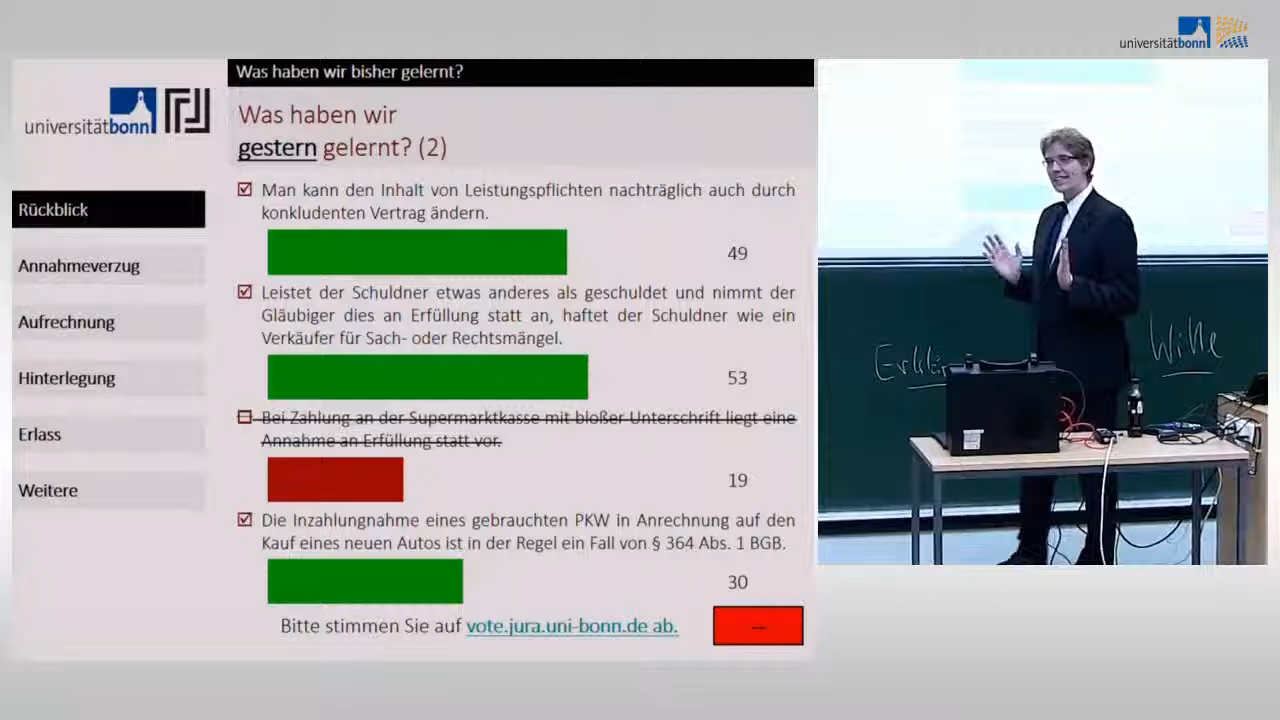 universitätbonn
Was haben wir bisher gelernt?
universitätbonn
Was haben wir
gestern gelernt? (2)
Rückblick
Annahmeverzug
Aufrechnung
Hinterlegung
Erlass
Weitere
Man kann den Inhalt von Leistungspflichten nachträglich auch durch
konkludenten Vertrag ändern.
49
Leistet der Schuldner etwas anderes als geschuldet und nimmt der
Gläubiger dies an Erfüllung statt an, haftet der Schuldner wie ein
Verkäufer für Sach- oder Rechtsmängel.
53
Bei Zahlung an der Supermarktkasse mit bloßer Unterschrift liegt eine
Annahme an Erfüllung statt vor.
19
Die Inzahlungnahme eines gebrauchten PKW in Anrechnung auf den
Kauf eines neuen Autos ist in der Regel ein Fall von § 364 Abs. 1 BGB.
30
Bitte stimmen Sie auf vote.jura.uni-bonn.de ab.
Wille